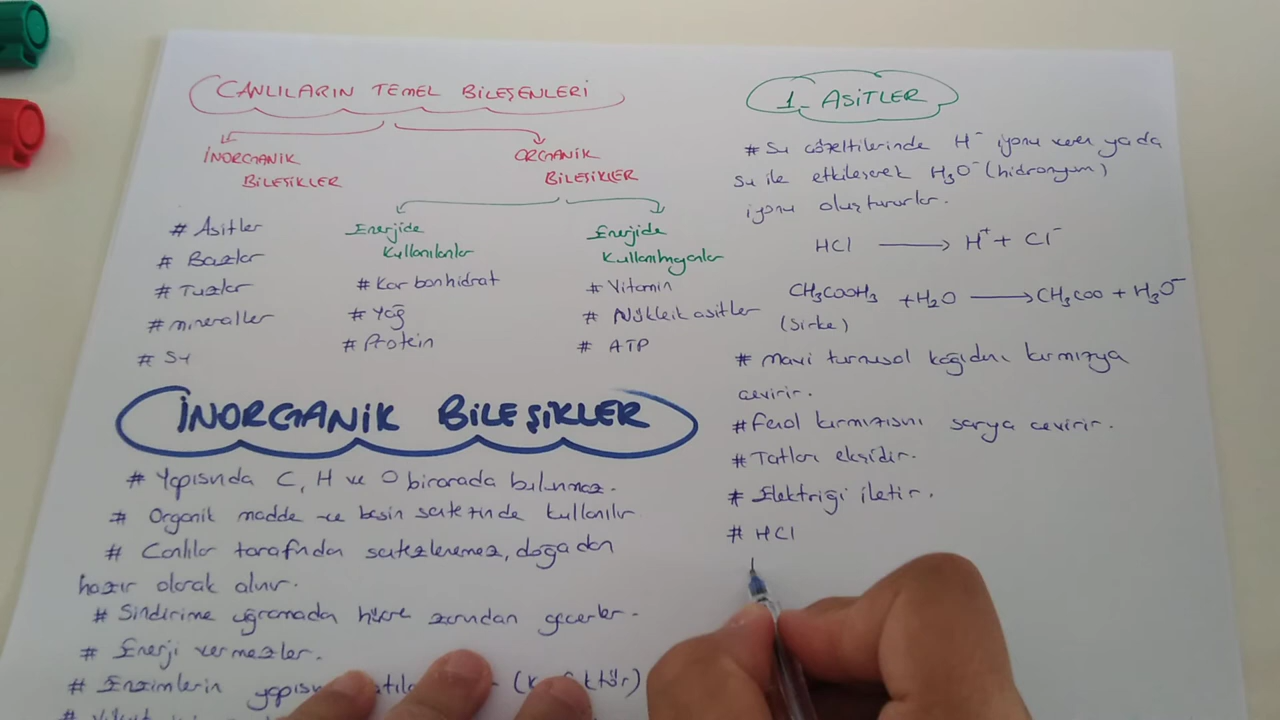 CANLILARIN TEMEL BİLEŞENLERİ
İNORGANİK
BİLEŞİKLER
# Asitler
# Bazlar
# Tuzlar
# mineraller
# Su
ORGANİK
BİLEŞİKLER
Enerjide
Kullanılanlar
# Karbonhidrat
# Yağ
# Protein
Enerjide
Kullanılmayanlar
# Vitamin
# Nükleik asitler
# ATP
İNORGANİK BİLEŞİKLER
# Yapısında C, H ve O birarada bulunmaz.
# Organik madde ve besin sentezinde kullanılır
# Canlılar tarafından sentezlenemez, doğadan
hazır olarak alınır.
# Sindirime uğramadan hücre zarından geçerler.
# Enerji vermezler.
# Enzimlerin
1- ASİTLER
# Su çözeltilerinde H⁻ iyonu veren ya da
su ile etkileşerek H₃O⁻ (hidronyum)
iyonu oluştururlar.
HCl → H⁺ + Cl⁻
CH₃COOH₃ + H₂O → CH₃COO + H₃O⁻
(Sirke)
# mavi turnusol kağıdını kırmızıya
çevirir.
# Fenol kırmızısını sarıya çevirir.
# Tatları ekşidir.
# Elektriği iletir.
# HCl